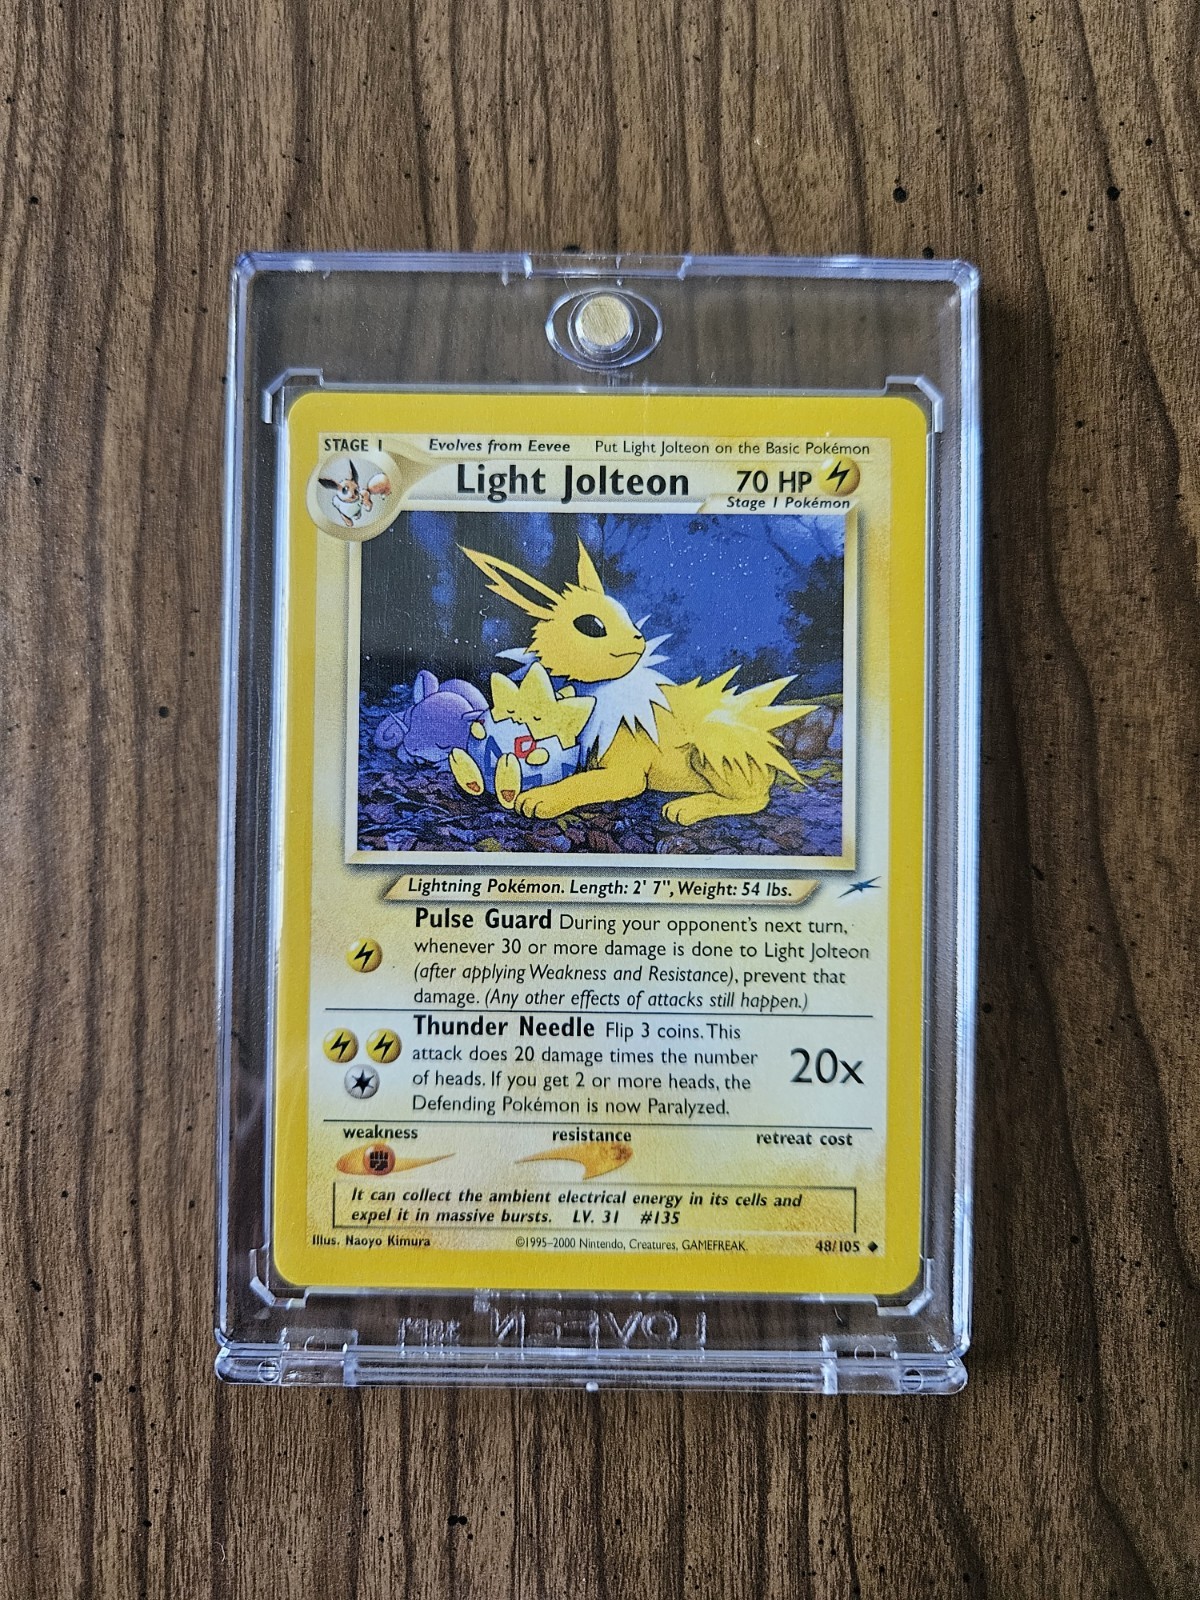 STAGE 1 Evolves from Eevee Put Light Jolteon on the Basic Pokémon
Light Jolteon 70 HP
Stage 1 Pokémon
Lightning Pokémon. Length: 2' 7", Weight: 54 lbs.
Pulse Guard During your opponent's next turn,
whenever 30 or more damage is done to Light Jolteon
(after applying Weakness and Resistance), prevent that
damage. (Any other effects of attacks still happen.)
Thunder Needle Flip 3 coins. This
attack does 20 damage times the number
of heads. If you get 2 or more heads, the
Defending Pokémon is now Paralyzed.
20x
weakness resistance retreat cost
It can collect the ambient electrical energy in its cells and
expel it in massive bursts. LV. 31 #135
Illus. Naoyo Kimura ©1995–2000 Nintendo, Creatures, GAMEFREAK. 48/105